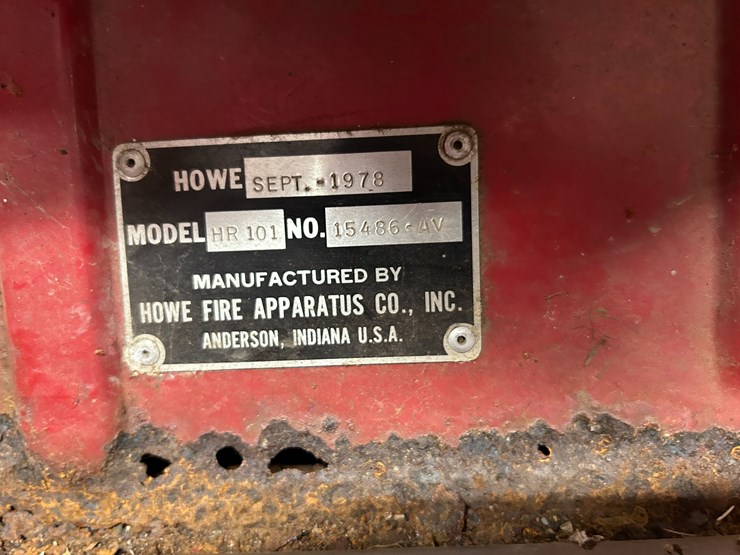 HOWE SEPT.-1978
MODEL HR 101 NO. 15486-AV
MANUFACTURED BY
HOWE FIRE APPARATUS CO., INC.
ANDERSON, INDIANA U.S.A.